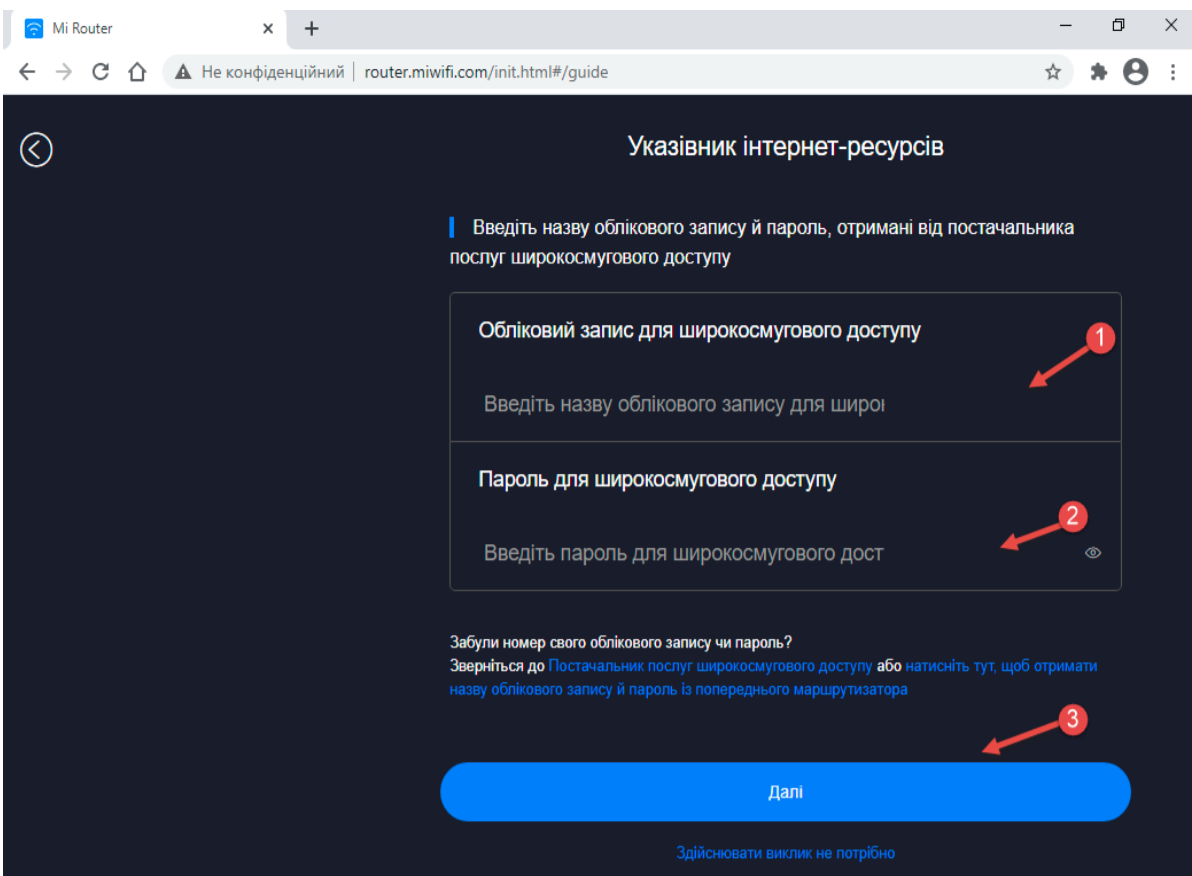 Mi Router
Не конфіденційний | router.miwifi.com/init.html#/guide
Указівник інтернет-ресурсів
Введіть назву облікового запису й пароль, отримані від постачальника
послуг широкосмугового доступу
Обліковий запис для широкосмугового доступу
1
Введіть назву облікового запису для широк
Пароль для широкосмугового доступу
2
Введіть пароль для широкосмугового дост
Забули номер свого облікового запису чи пароль?
Зверніться до Постачальник послуг широкосмугового доступу або натисніть тут, щоб отримати
назву облікового запису й пароль із попереднього маршрутизатора
3
Далі
Здійснювати виклик не потрібно